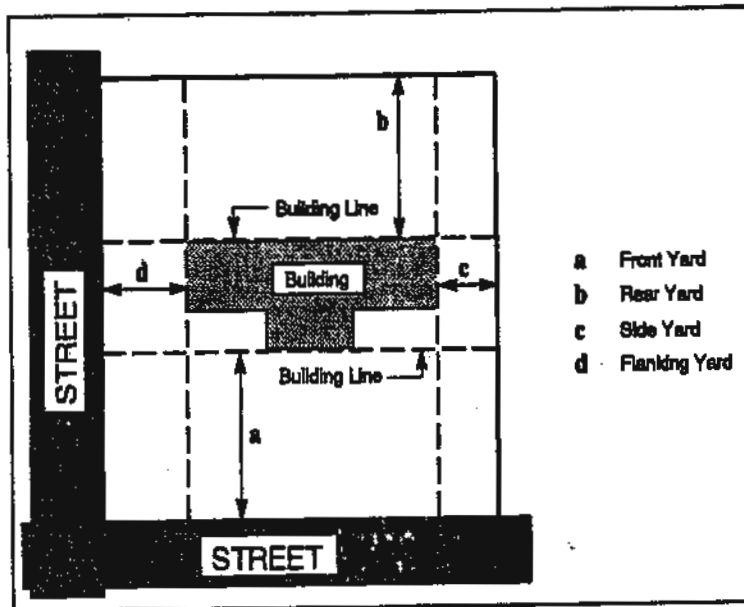 b
Building Line
d
Building
c
Building Line
a
STREET
STREET
a Front Yard
b Rear Yard
c Side Yard
d Flanking Yard